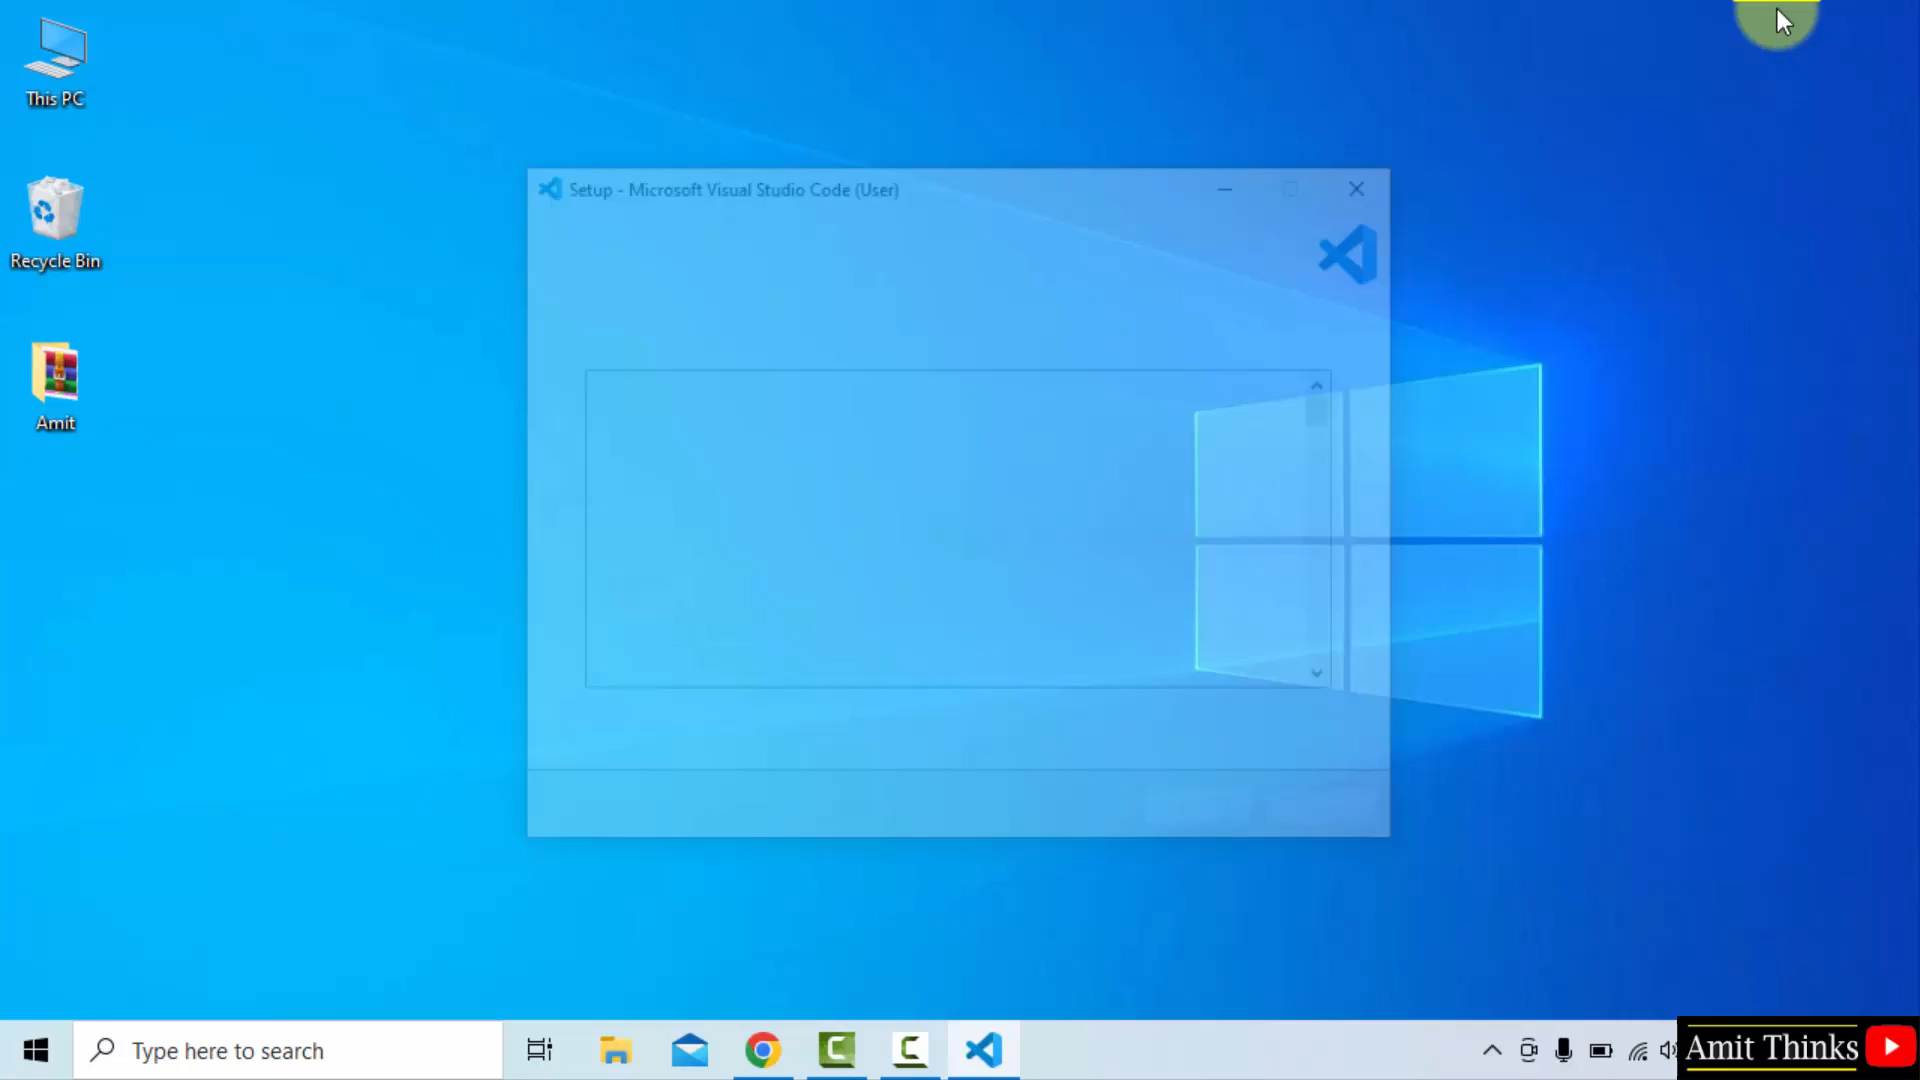 This PC
Recycle Bin
Amit
Setup - Microsoft Visual Studio Code (User)
Type here to search
Amit Thinks